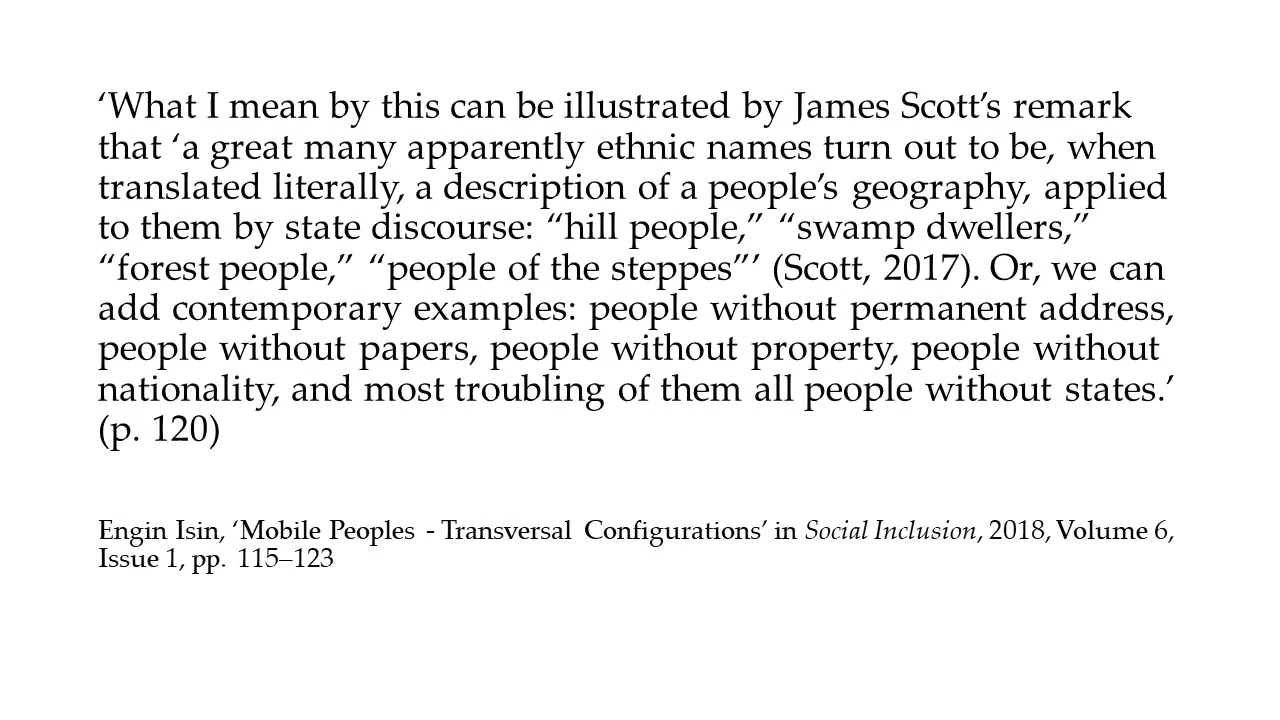 ‘What I mean by this can be illustrated by James Scott’s remark
that ‘a great many apparently ethnic names turn out to be, when
translated literally, a description of a people’s geography, applied
to them by state discourse: “hill people,” “swamp dwellers,”
“forest people,” “people of the steppes”’ (Scott, 2017). Or, we can
add contemporary examples: people without permanent address,
people without papers, people without property, people without
nationality, and most troubling of them all people without states.’
(p. 120)
Engin Isin, ‘Mobile Peoples - Transversal Configurations’ in Social Inclusion, 2018, Volume 6,
Issue 1, pp. 115–123